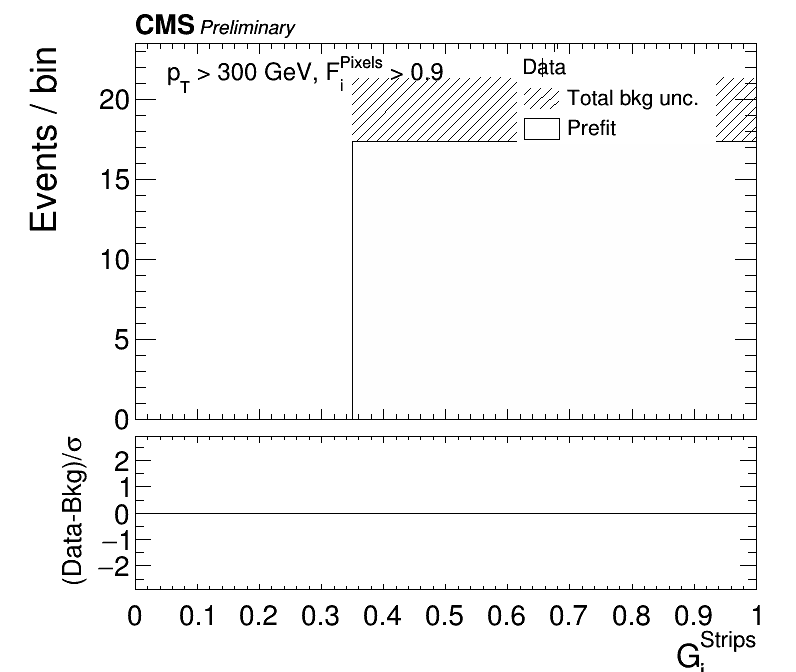 CMS Preliminary
p_T > 300 GeV, F_i^Pixels > 0.9
Data
Total bkg unc.
Prefit
Events / bin
20
15
10
5
0
(Data-Bkg)/σ
2
1
0
−1
−2
0 0.1 0.2 0.3 0.4 0.5 0.6 0.7 0.8 0.9 1
G_i^Strips